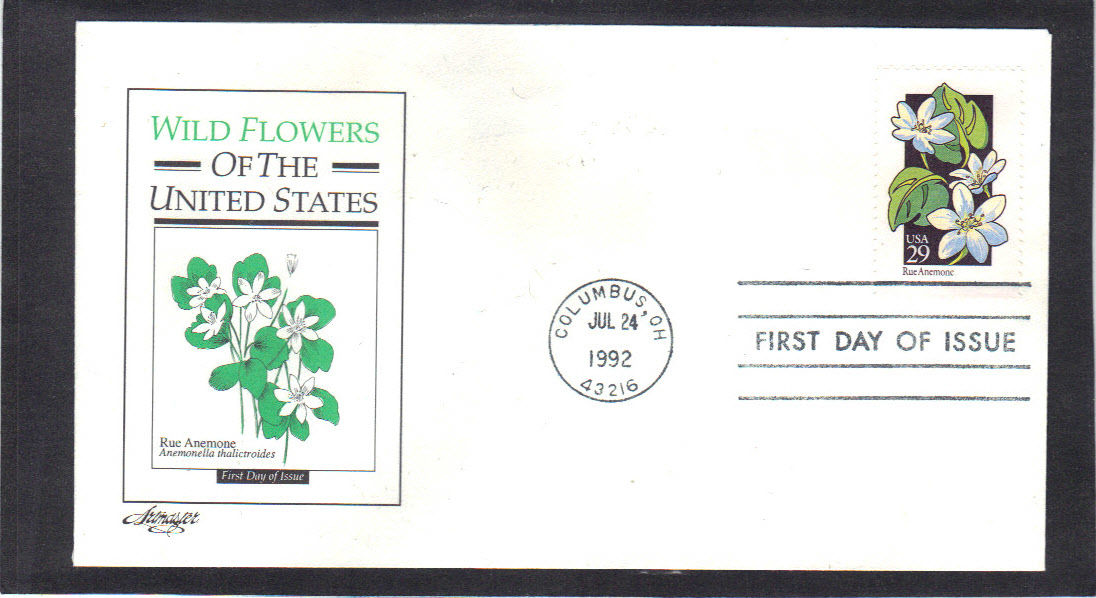 WILD FLOWERS
OF THE
UNITED STATES
Rue Anemone
Anemonella thalictroides
First Day of Issue
Artmaster
COLUMBUS, OH
JUL 24
1992
43216
USA
29
Rue Anemone
FIRST DAY OF ISSUE